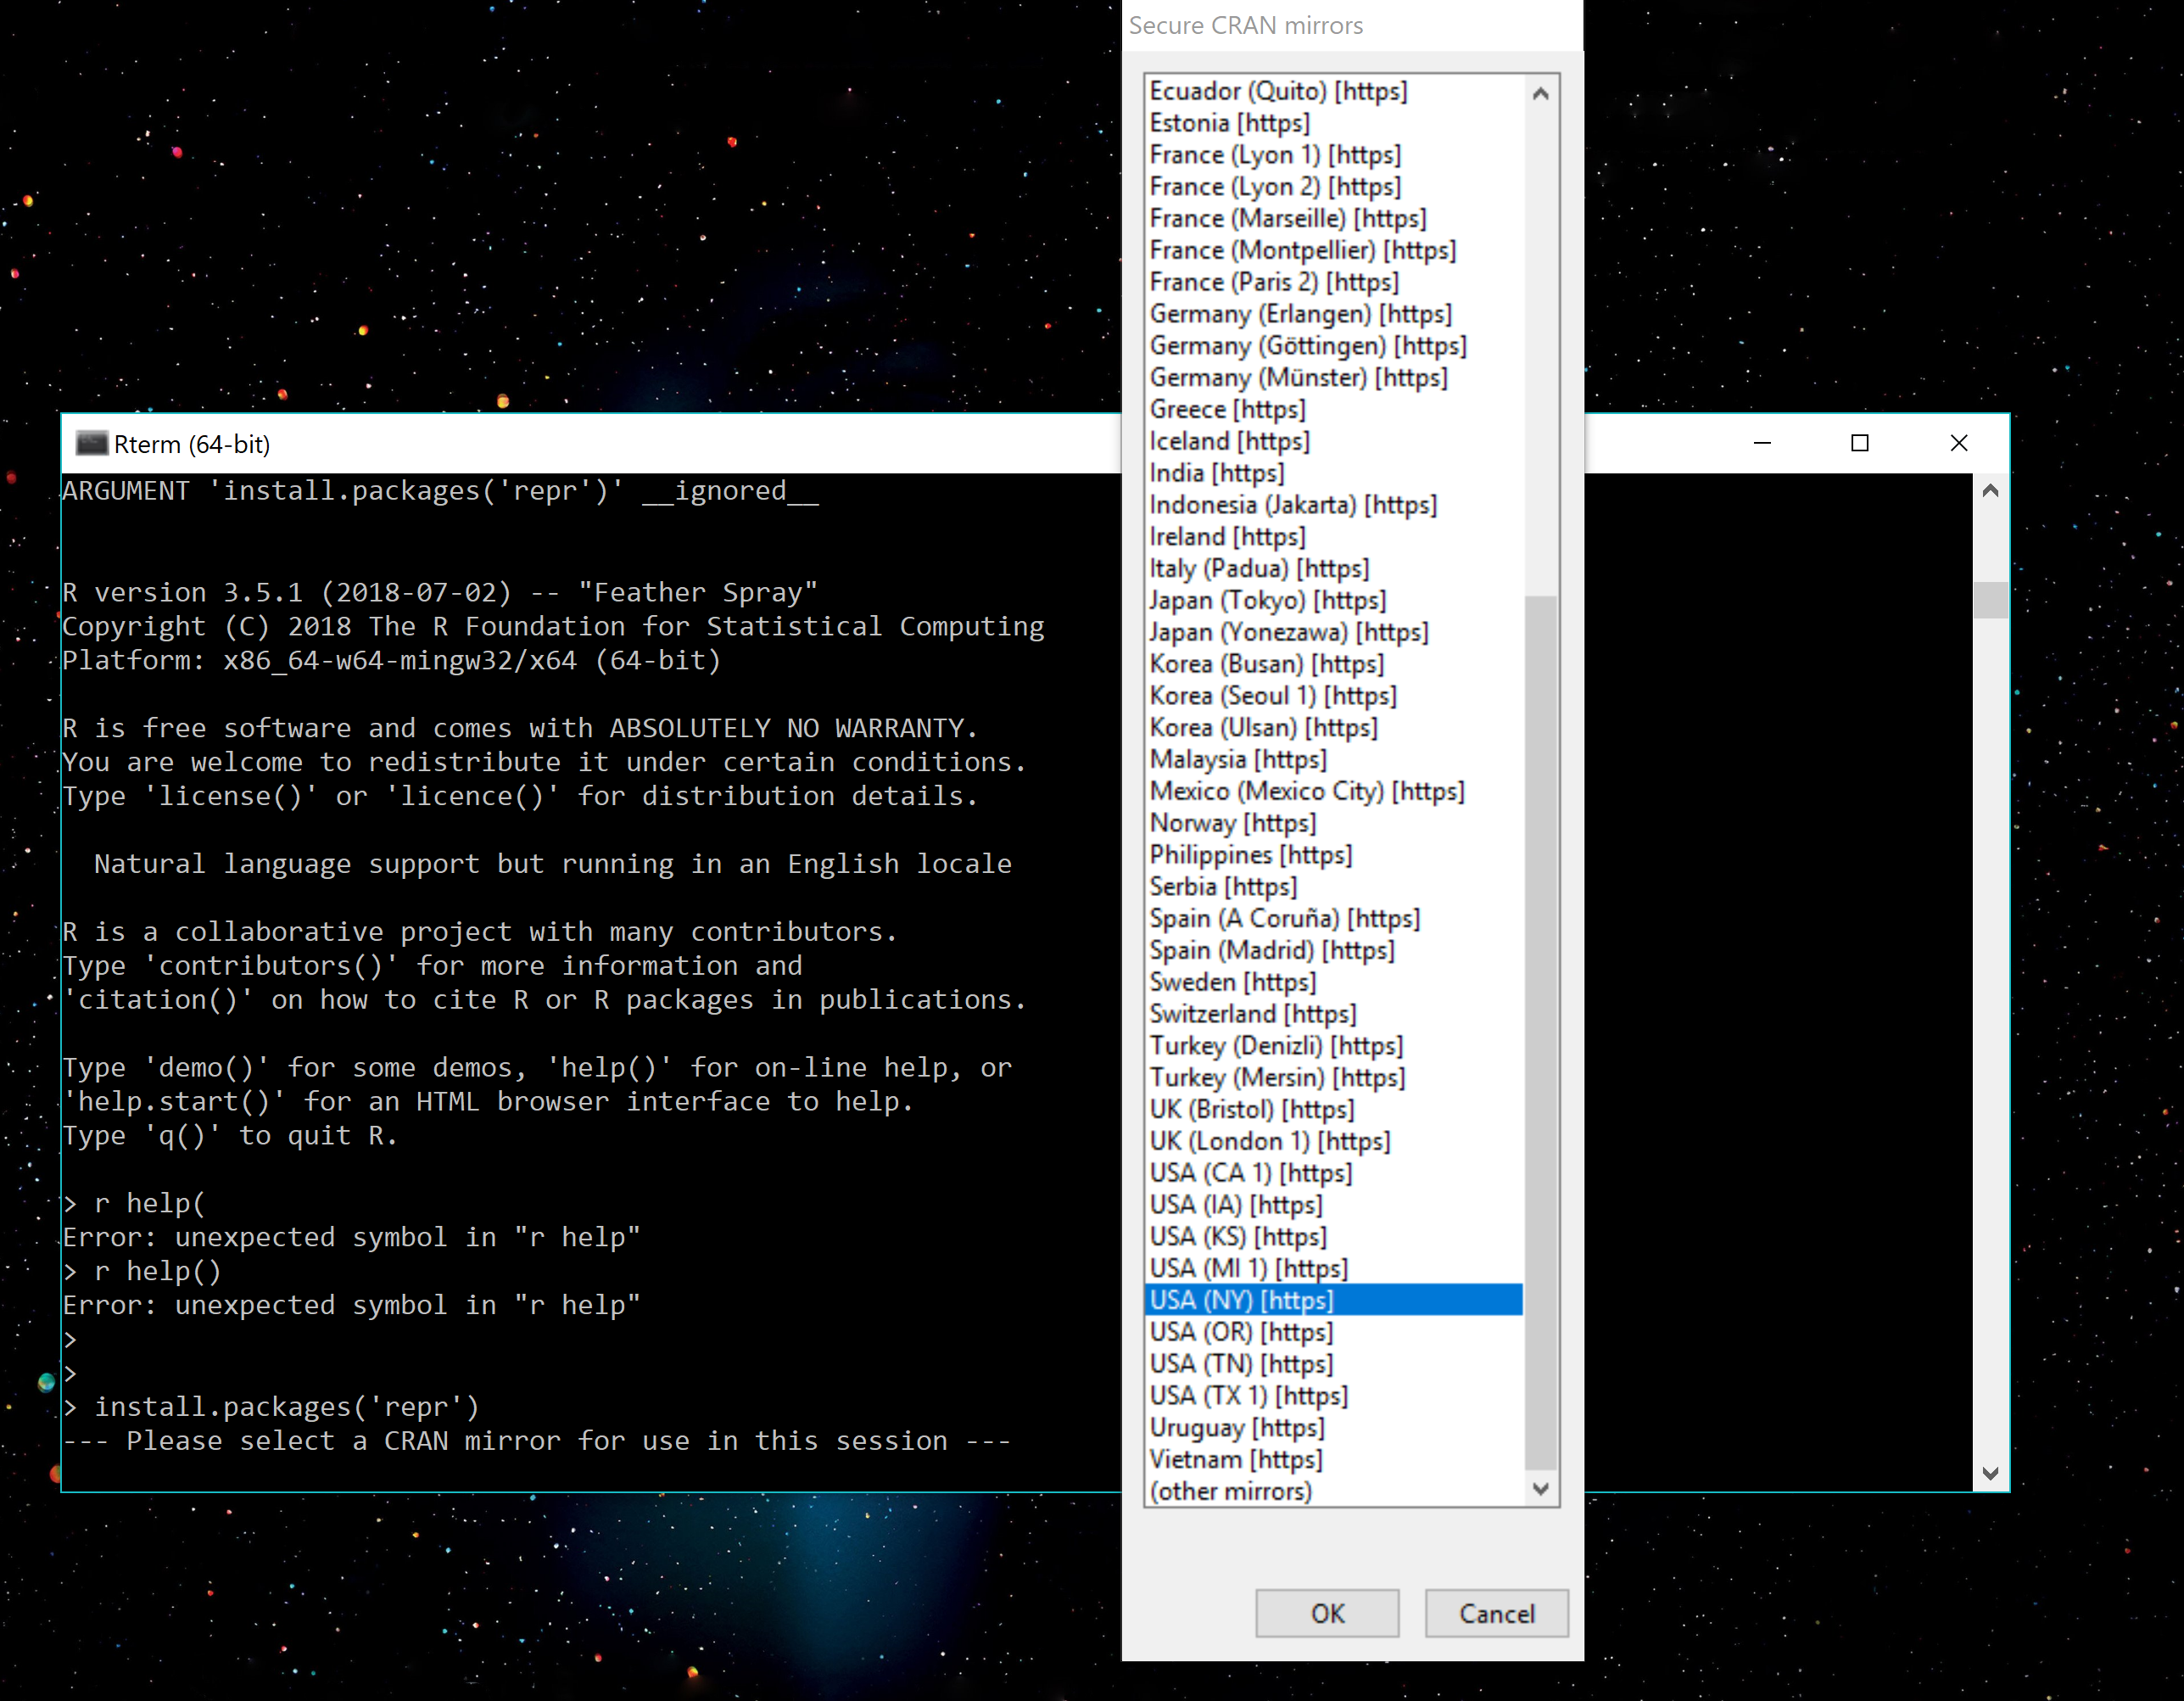 Secure CRAN mirrors
Ecuador (Quito) [https]
Estonia [https]
France (Lyon 1) [https]
France (Lyon 2) [https]
France (Marseille) [https]
France (Montpellier) [https]
France (Paris 2) [https]
Germany (Erlangen) [https]
Germany (Göttingen) [https]
Germany (Münster) [https]
Greece [https]
Iceland [https]
India [https]
Indonesia (Jakarta) [https]
Ireland [https]
Italy (Padua) [https]
Japan (Tokyo) [https]
Japan (Yonezawa) [https]
Korea (Busan) [https]
Korea (Seoul 1) [https]
Korea (Ulsan) [https]
Malaysia [https]
Mexico (Mexico City) [https]
Norway [https]
Philippines [https]
Serbia [https]
Spain (A Coruña) [https]
Spain (Madrid) [https]
Sweden [https]
Switzerland [https]
Turkey (Denizli) [https]
Turkey (Mersin) [https]
UK (Bristol) [https]
UK (London 1) [https]
USA (CA 1) [https]
USA (IA) [https]
USA (KS) [https]
USA (MI 1) [https]
USA (NY) [https]
USA (OR) [https]
USA (TN) [https]
USA (TX 1) [https]
Uruguay [https]
Vietnam [https]
(other mirrors)
OK Cancel
Rterm (64-bit)
ARGUMENT 'install.packages('repr')' __ignored__
R version 3.5.1 (2018-07-02) -- "Feather Spray"
Copyright (C) 2018 The R Foundation for Statistical Computing
Platform: x86_64-w64-mingw32/x64 (64-bit)
R is free software and comes with ABSOLUTELY NO WARRANTY.
You are welcome to redistribute it under certain conditions.
Type 'license()' or 'licence()' for distribution details.
Natural language support but running in an English locale
R is a collaborative project with many contributors.
Type 'contributors()' for more information and
'citation()' on how to cite R or R packages in publications.
Type 'demo()' for some demos, 'help()' for on-line help, or
'help.start()' for an HTML browser interface to help.
Type 'q()' to quit R.
> r help(
Error: unexpected symbol in "r help"
> r help()
Error: unexpected symbol in "r help"
>
>
> install.packages('repr')
--- Please select a CRAN mirror for use in this session ---